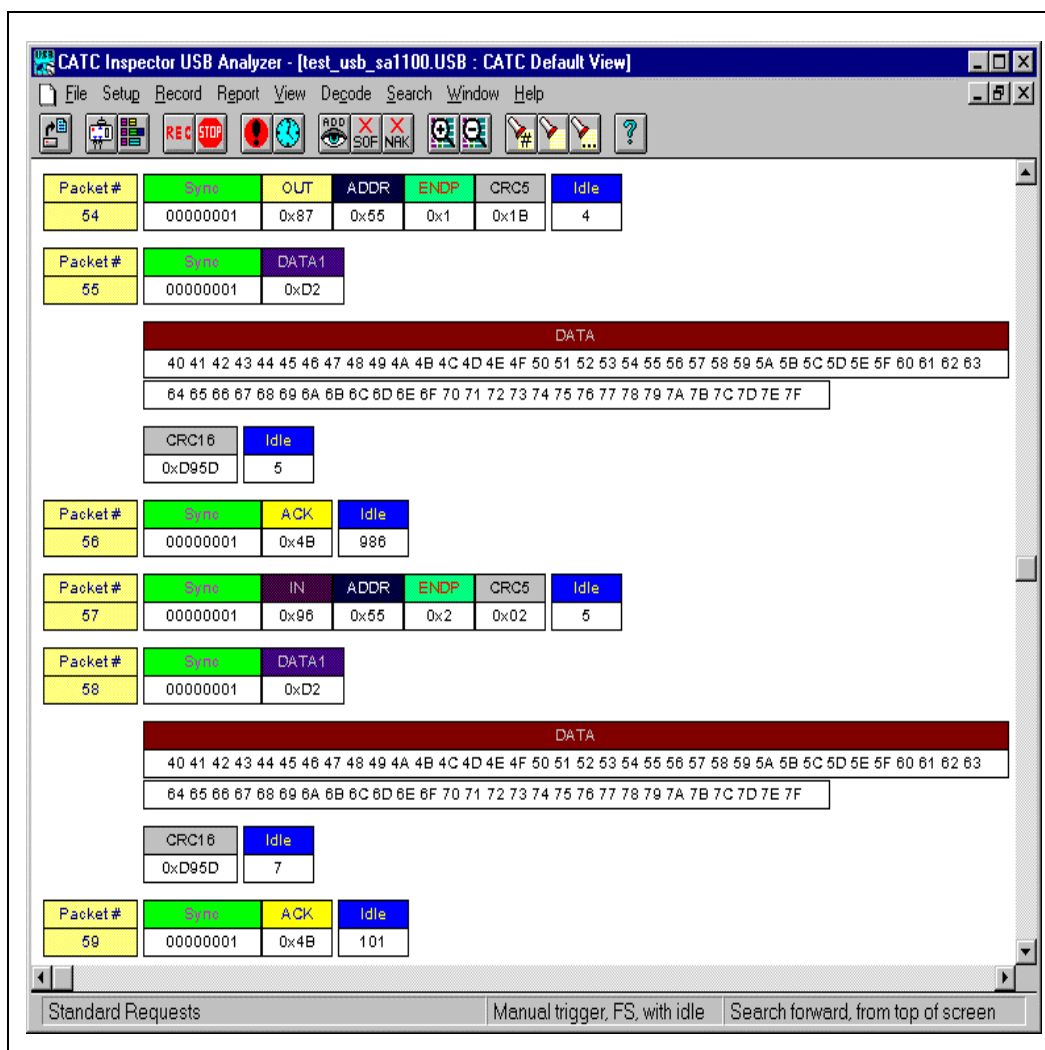 CATC Inspector USB Analyzer - [test_usb_sa1100.USB : CATC Default View]
File Setup Record Report View Decode Search Window Help
REC STOP ADD SOF NAK # ... ?
Packet# Sync OUT ADDR ENDP CRC5 Idle
54 00000001 0x87 0x55 0x1 0x1B 4
Packet# Sync DATA1
55 00000001 0xD2
DATA
40 41 42 43 44 45 46 47 48 49 4A 4B 4C 4D 4E 4F 50 51 52 53 54 55 56 57 58 59 5A 5B 5C 5D 5E 5F 60 61 62 63
64 65 66 67 68 69 6A 6B 6C 6D 6E 6F 70 71 72 73 74 75 76 77 78 79 7A 7B 7C 7D 7E 7F
CRC16 Idle
0xD95D 5
Packet# Sync ACK Idle
56 00000001 0x4B 986
Packet# Sync IN ADDR ENDP CRC5 Idle
57 00000001 0x96 0x55 0x2 0x02 5
Packet# Sync DATA1
58 00000001 0xD2
DATA
40 41 42 43 44 45 46 47 48 49 4A 4B 4C 4D 4E 4F 50 51 52 53 54 55 56 57 58 59 5A 5B 5C 5D 5E 5F 60 61 62 63
64 65 66 67 68 69 6A 6B 6C 6D 6E 6F 70 71 72 73 74 75 76 77 78 79 7A 7B 7C 7D 7E 7F
CRC16 Idle
0xD95D 7
Packet# Sync ACK Idle
59 00000001 0x4B 101
Standard Requests Manual trigger, FS, with idle Search forward, from top of screen